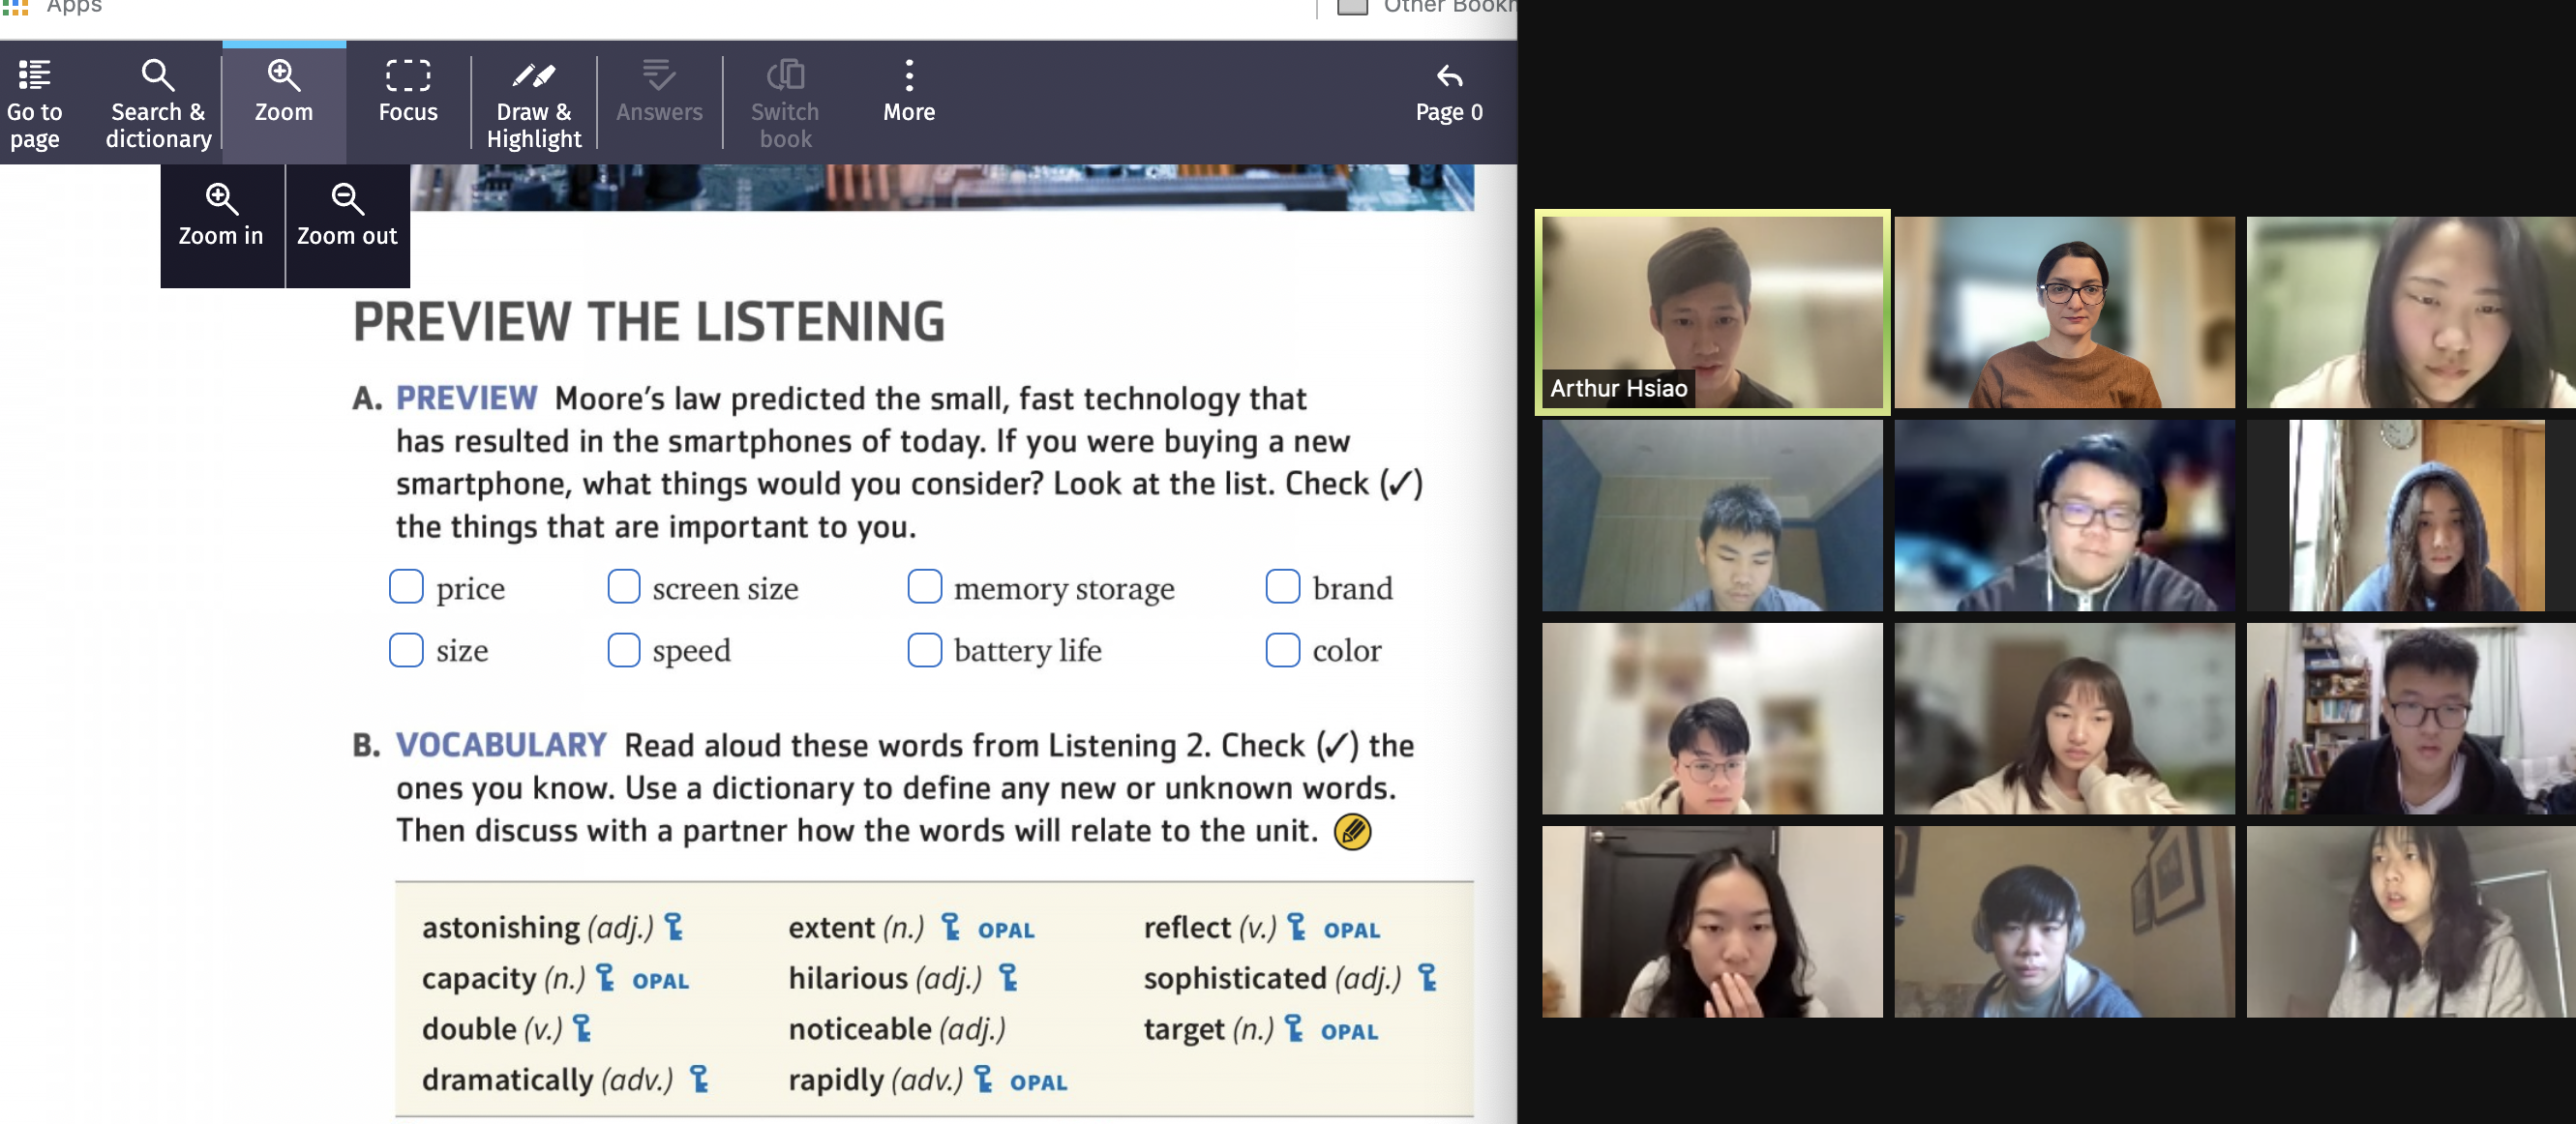 Apps
Go to
page
Search &
dictionary
Zoom
Focus
Draw &
Highlight
Answers
Switch
book
More
Page 0
Zoom in
Zoom out
PREVIEW THE LISTENING
A. PREVIEW Moore's law predicted the small, fast technology that
has resulted in the smartphones of today. If you were buying a new
smartphone, what things would you consider? Look at the list. Check (✓)
the things that are important to you.
price screen size memory storage brand
size speed battery life color
B. VOCABULARY Read aloud these words from Listening 2. Check (✓) the
ones you know. Use a dictionary to define any new or unknown words.
Then discuss with a partner how the words will relate to the unit.
astonishing (adj.) extent (n.) OPAL reflect (v.) OPAL
capacity (n.) OPAL hilarious (adj.) sophisticated (adj.)
double (v.) noticeable (adj.) target (n.) OPAL
dramatically (adv.) rapidly (adv.) OPAL
Arthur Hsiao